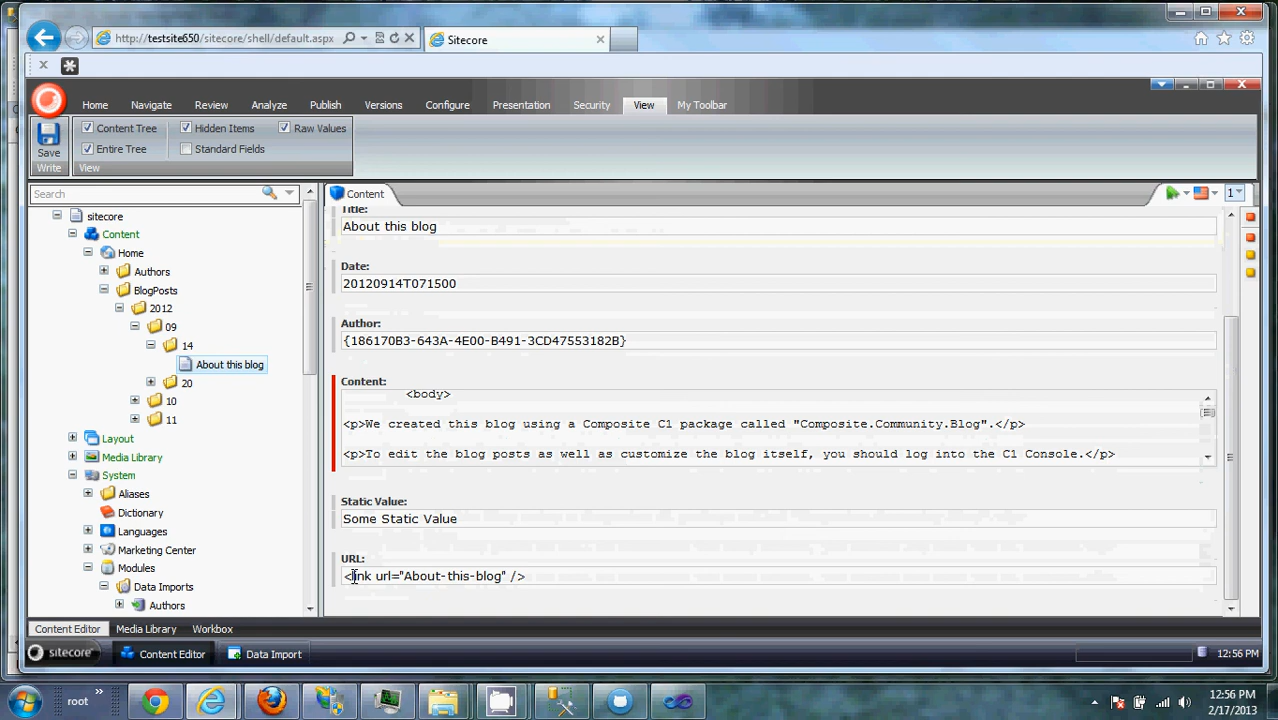 http://testsite650/sitecore/shell/default.aspx
Sitecore
Home Navigate Review Analyze Publish Versions Configure Presentation Security View My Toolbar
Save
Write
Content Tree Hidden Items Raw Values
Entire Tree Standard Fields
View
Search
sitecore
Content
Home
Authors
BlogPosts
2012
09
14
About this blog
20
10
11
Layout
Media Library
System
Aliases
Dictionary
Languages
Marketing Center
Modules
Data Imports
Authors
Content
1
Title:
About this blog
Date:
20120914T071500
Author:
{186170B3-643A-4E00-B491-3CD47553182B}
Content:
<body>
<p>We created this blog using a Composite C1 package called "Composite.Community.Blog".</p>
<p>To edit the blog posts as well as customize the blog itself, you should log into the C1 Console.</p>
Static Value:
Some Static Value
URL:
<link url="About-this-blog" />
Content Editor Media Library Workbox
sitecore Content Editor Data Import 12:56 PM
root
12:56 PM
2/17/2013